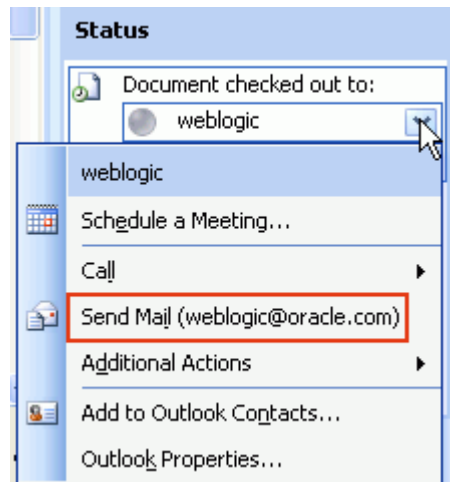 Status
Document checked out to:
weblogic
weblogic
Schedule a Meeting...
Call
Send Mail (weblogic@oracle.com)
Additional Actions
Add to Outlook Contacts...
Outlook Properties...